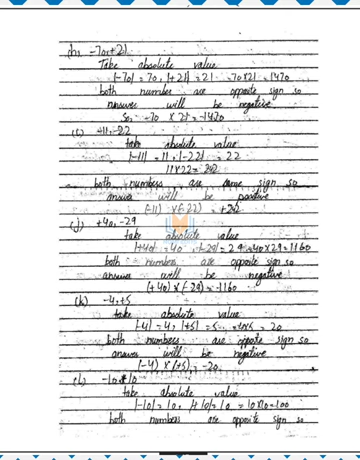 (h) -70,+21
Take absolute value
|-70| = 70, |+21| = 21 70×21 = 1470
both number are opposite sign so
answer will be negative
So, -70 × 21 = -1470
(i) -11,-22
take absolute value
|-11| = 11, |-22| = 22
11×22 = 242
both numbers are same sign so
answer will be positive
(-11) × (-22) = +242
(j) +40, -29
take absolute value
|+40| = 40 |-29| = 29 40×29=1160
both numbers are opposite sign so
answer will be negative
(+40) × (-29) = -1160
(k) -4,+5
take absolute value
|-4| = 4, |+5| = 5 4×5 = 20
both numbers are opposite sign so
answer will be negative
(-4) × (+5) = -20
(l) -10,+10
take absolute value
|-10| = 10, |+10| = 10 = 10×10=100
both numbers are opposite sign so